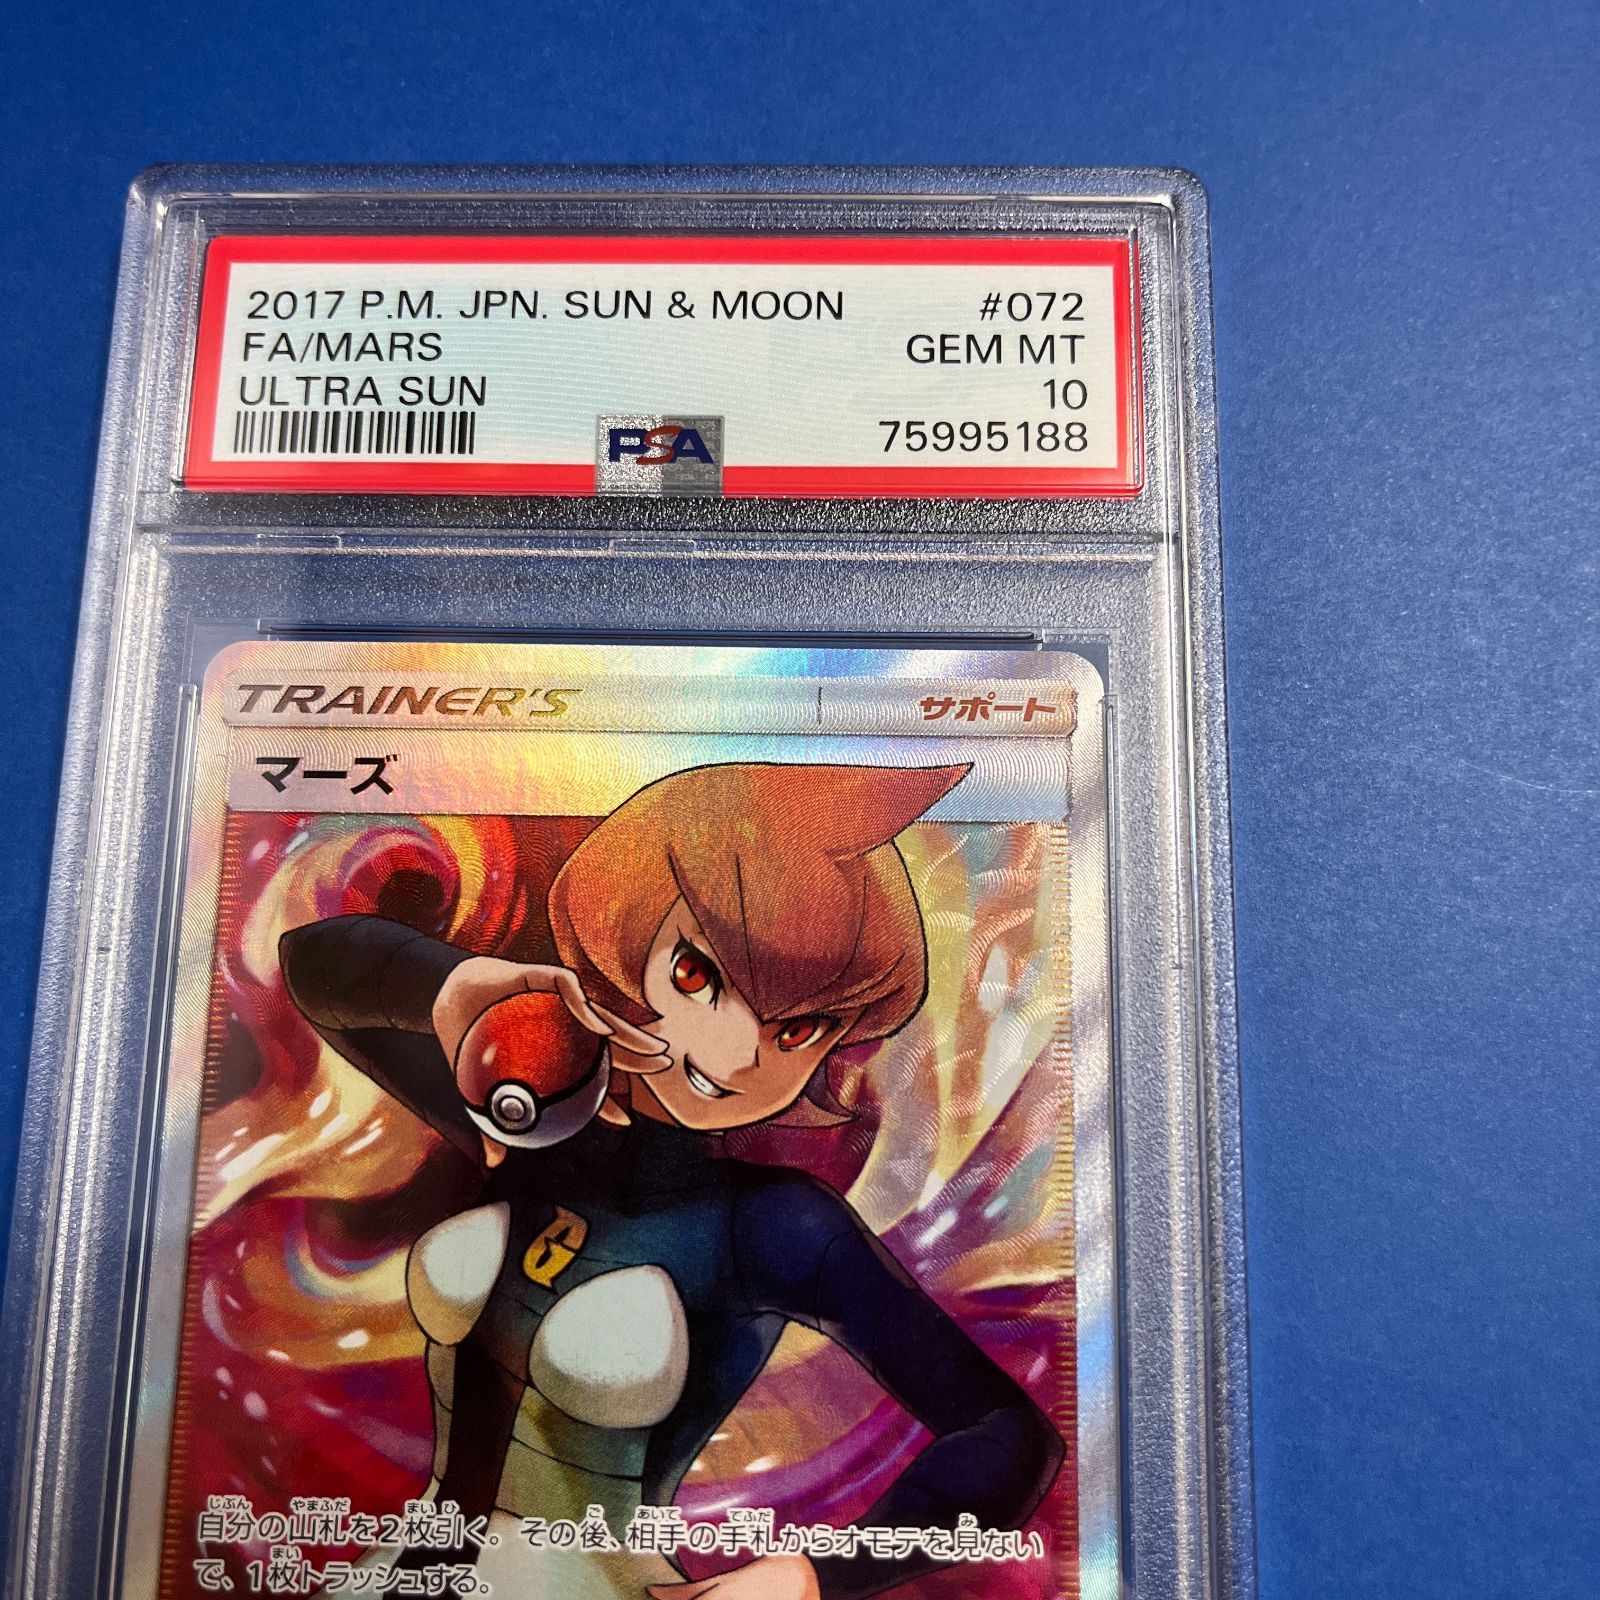 2017 P.M. JPN. SUN & MOON #072
FA/MARS GEM MT
ULTRA SUN 10
PSA 75995188
TRAINER'S サポート
マーズ
自分の山札を2枚引く。その後、相手の手札からオモテを見ない
で、1枚トラッシュする。